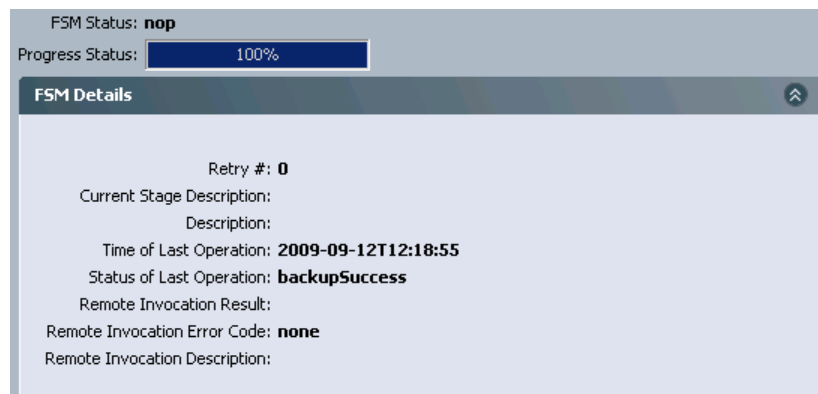 FSM Status: nop
Progress Status: 100%
FSM Details
Retry #: 0
Current Stage Description:
Description:
Time of Last Operation: 2009-09-12T12:18:55
Status of Last Operation: backupSuccess
Remote Invocation Result:
Remote Invocation Error Code: none
Remote Invocation Description: